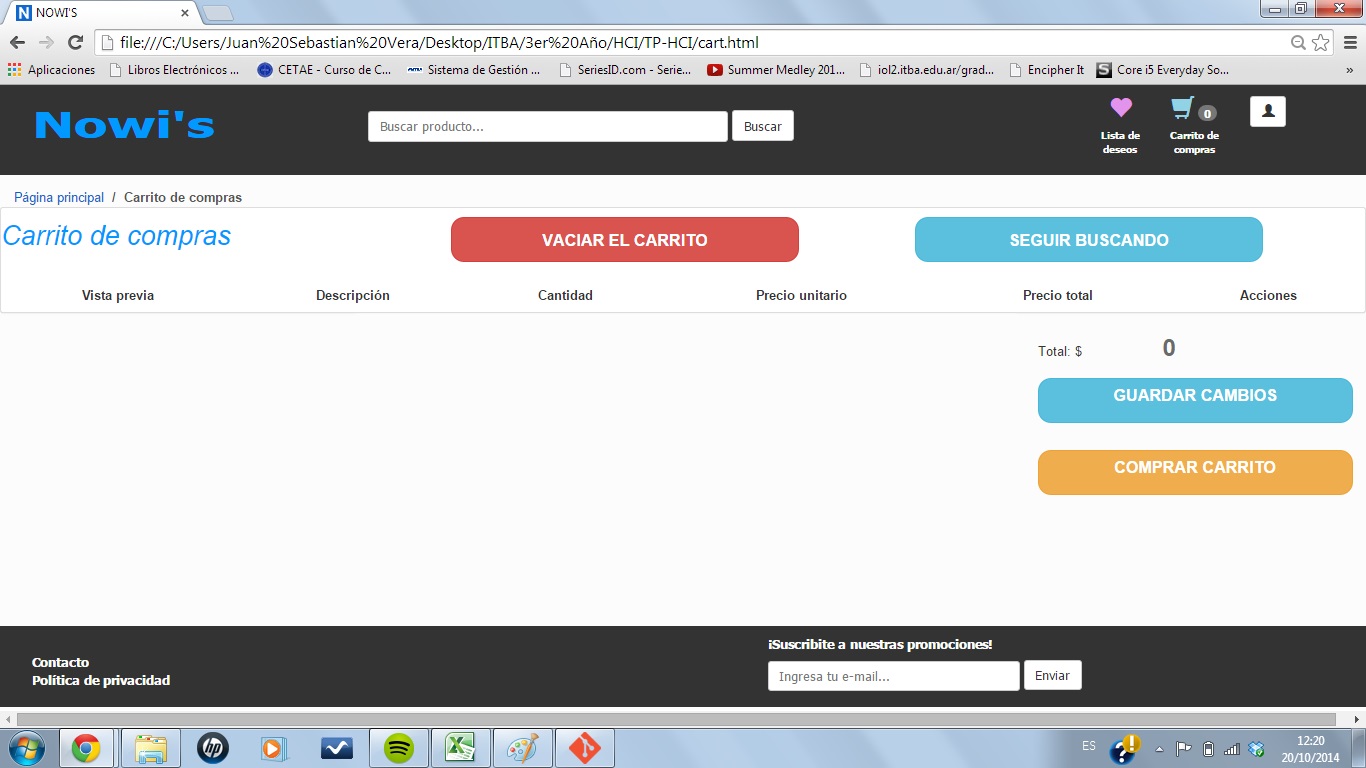 NOWI'S
file:///C:/Users/Juan%20Sebastian%20Vera/Desktop/ITBA/3er%20Año/HCI/TP-HCI/cart.html
Aplicaciones Libros Electrónicos ... CETAE - Curso de C... Sistema de Gestión ... SeriesID.com - Serie... Summer Medley 201... iol2.itba.edu.ar/grad... Encipher It Core i5 Everyday So... »
Nowi's
Buscar producto...
Buscar
Lista de
deseos
0
Carrito de
compras
Página principal / Carrito de compras
Carrito de compras
VACIAR EL CARRITO
SEGUIR BUSCANDO
Vista previa Descripción Cantidad Precio unitario Precio total Acciones
Total: $ 0
GUARDAR CAMBIOS
COMPRAR CARRITO
¡Suscribite a nuestras promociones!
Contacto
Política de privacidad
Ingresa tu e-mail...
Enviar
ES
12:20
20/10/2014